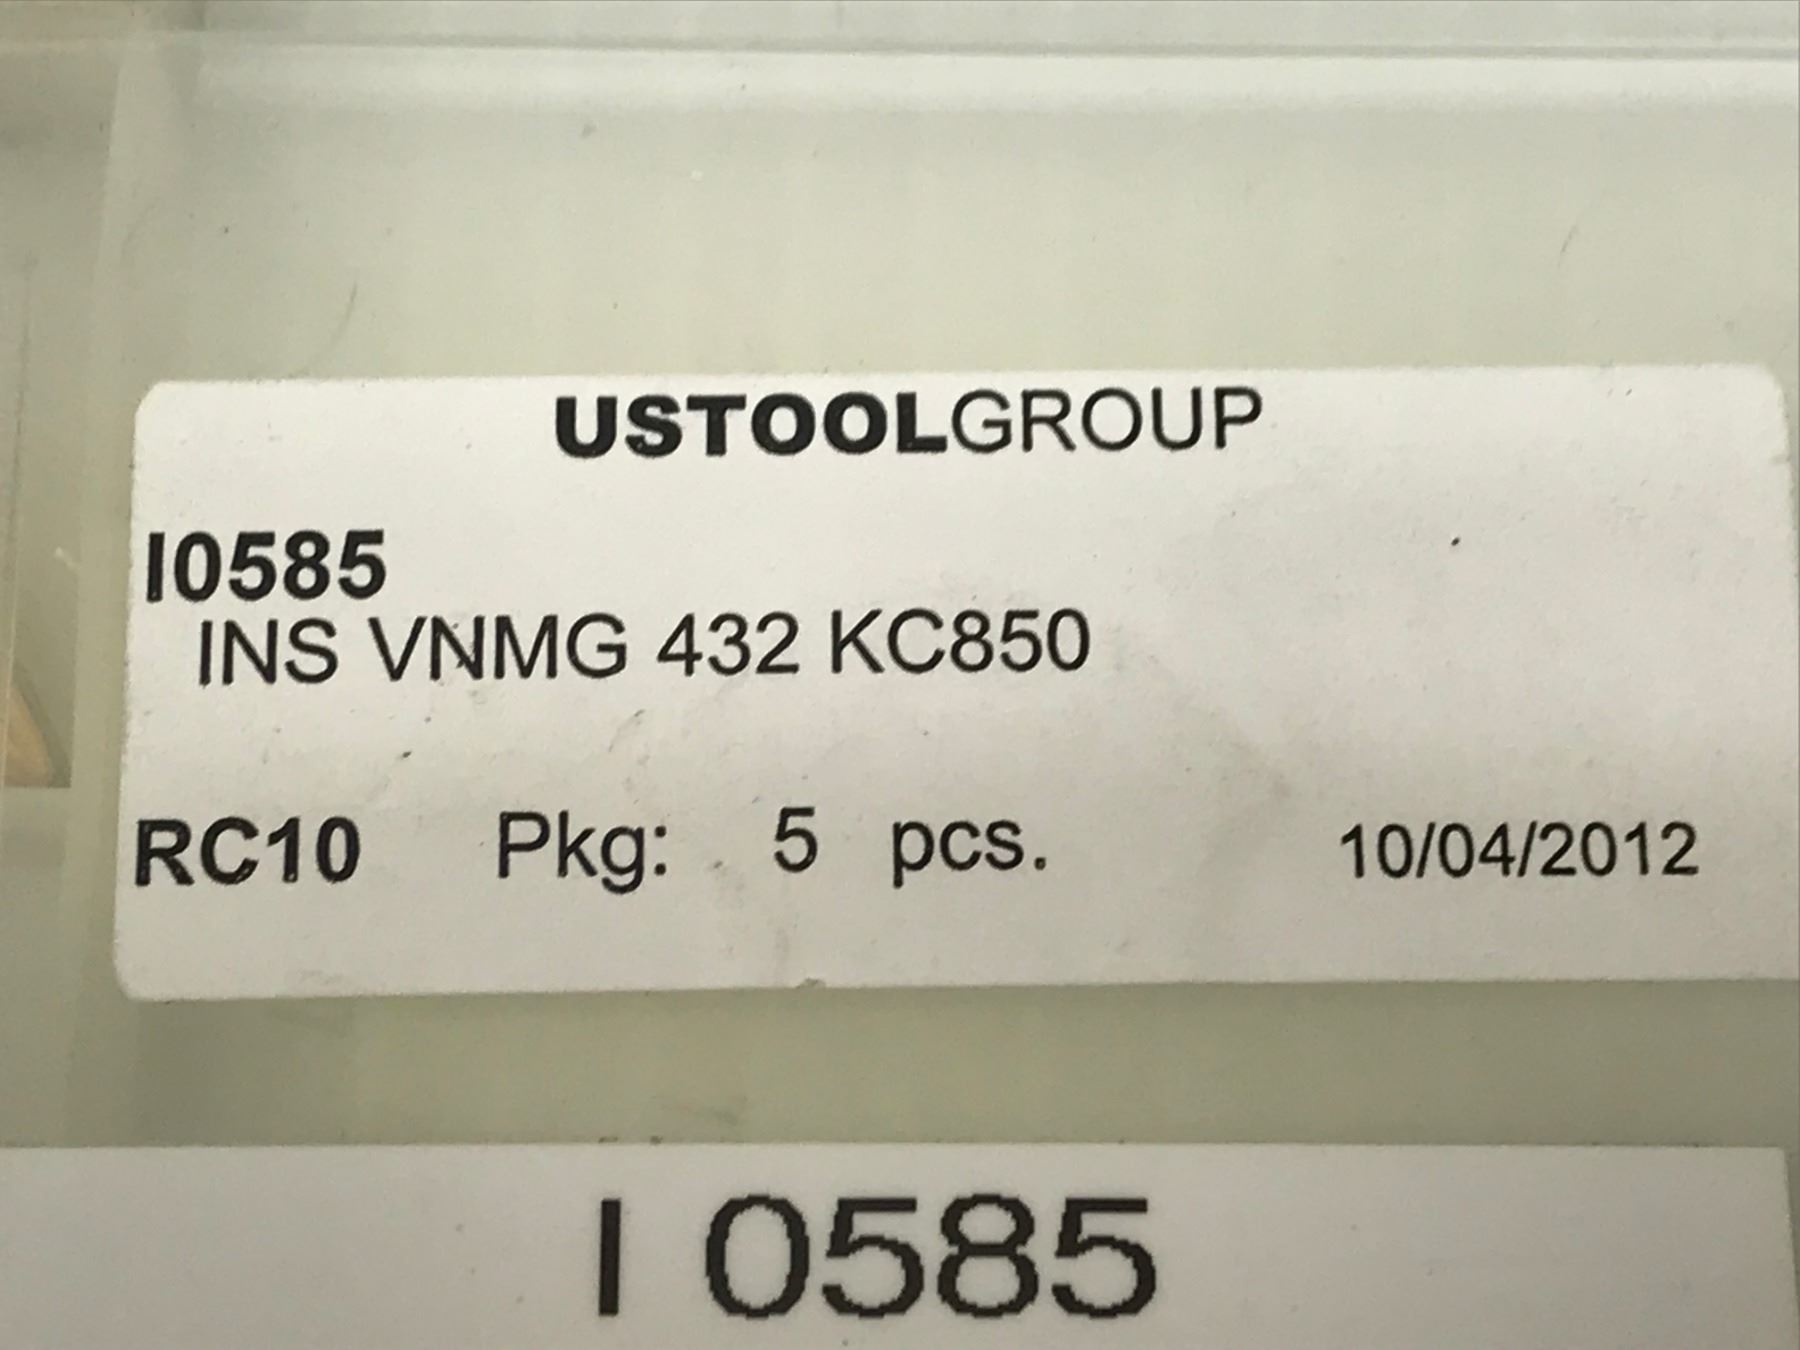 USTOOLGROUP
I0585
INS VNMG 432 KC850
RC10 Pkg: 5 pcs. 10/04/2012
I 0585